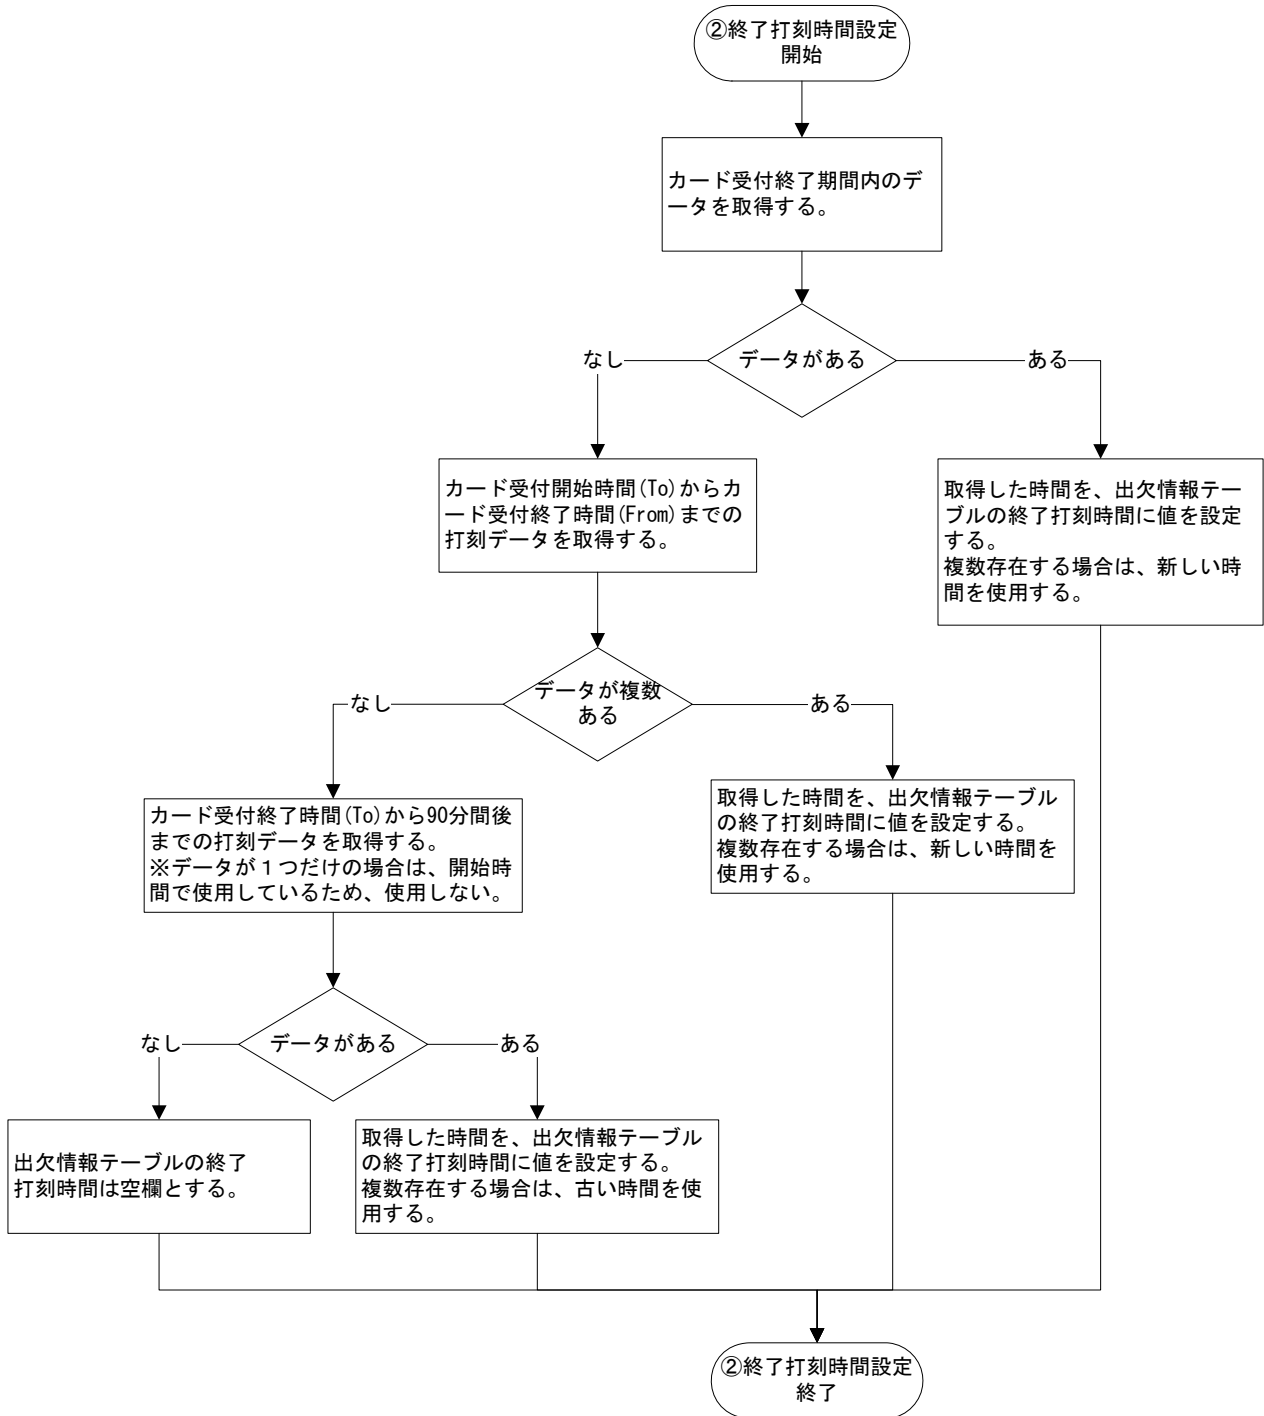 ②終了打刻時間設定
開始
カード受付終了期間内のデ
ータを取得する。
データがある
なし
ある
カード受付開始時間(To)からカ
ード受付終了時間(From)までの
打刻データを取得する。
取得した時間を、出欠情報テー
ブルの終了打刻時間に値を設定
する。
複数存在する場合は、新しい時
間を使用する。
データが複数
ある
なし
ある
カード受付終了時間(To)から90分間後
までの打刻データを取得する。
※データが１つだけの場合は、開始時
間で使用しているため、使用しない。
取得した時間を、出欠情報テーブル
の終了打刻時間に値を設定する。
複数存在する場合は、新しい時間を
使用する。
データがある
なし
ある
出欠情報テーブルの終了
打刻時間は空欄とする。
取得した時間を、出欠情報テーブル
の終了打刻時間に値を設定する。
複数存在する場合は、古い時間を使
用する。
②終了打刻時間設定
終了